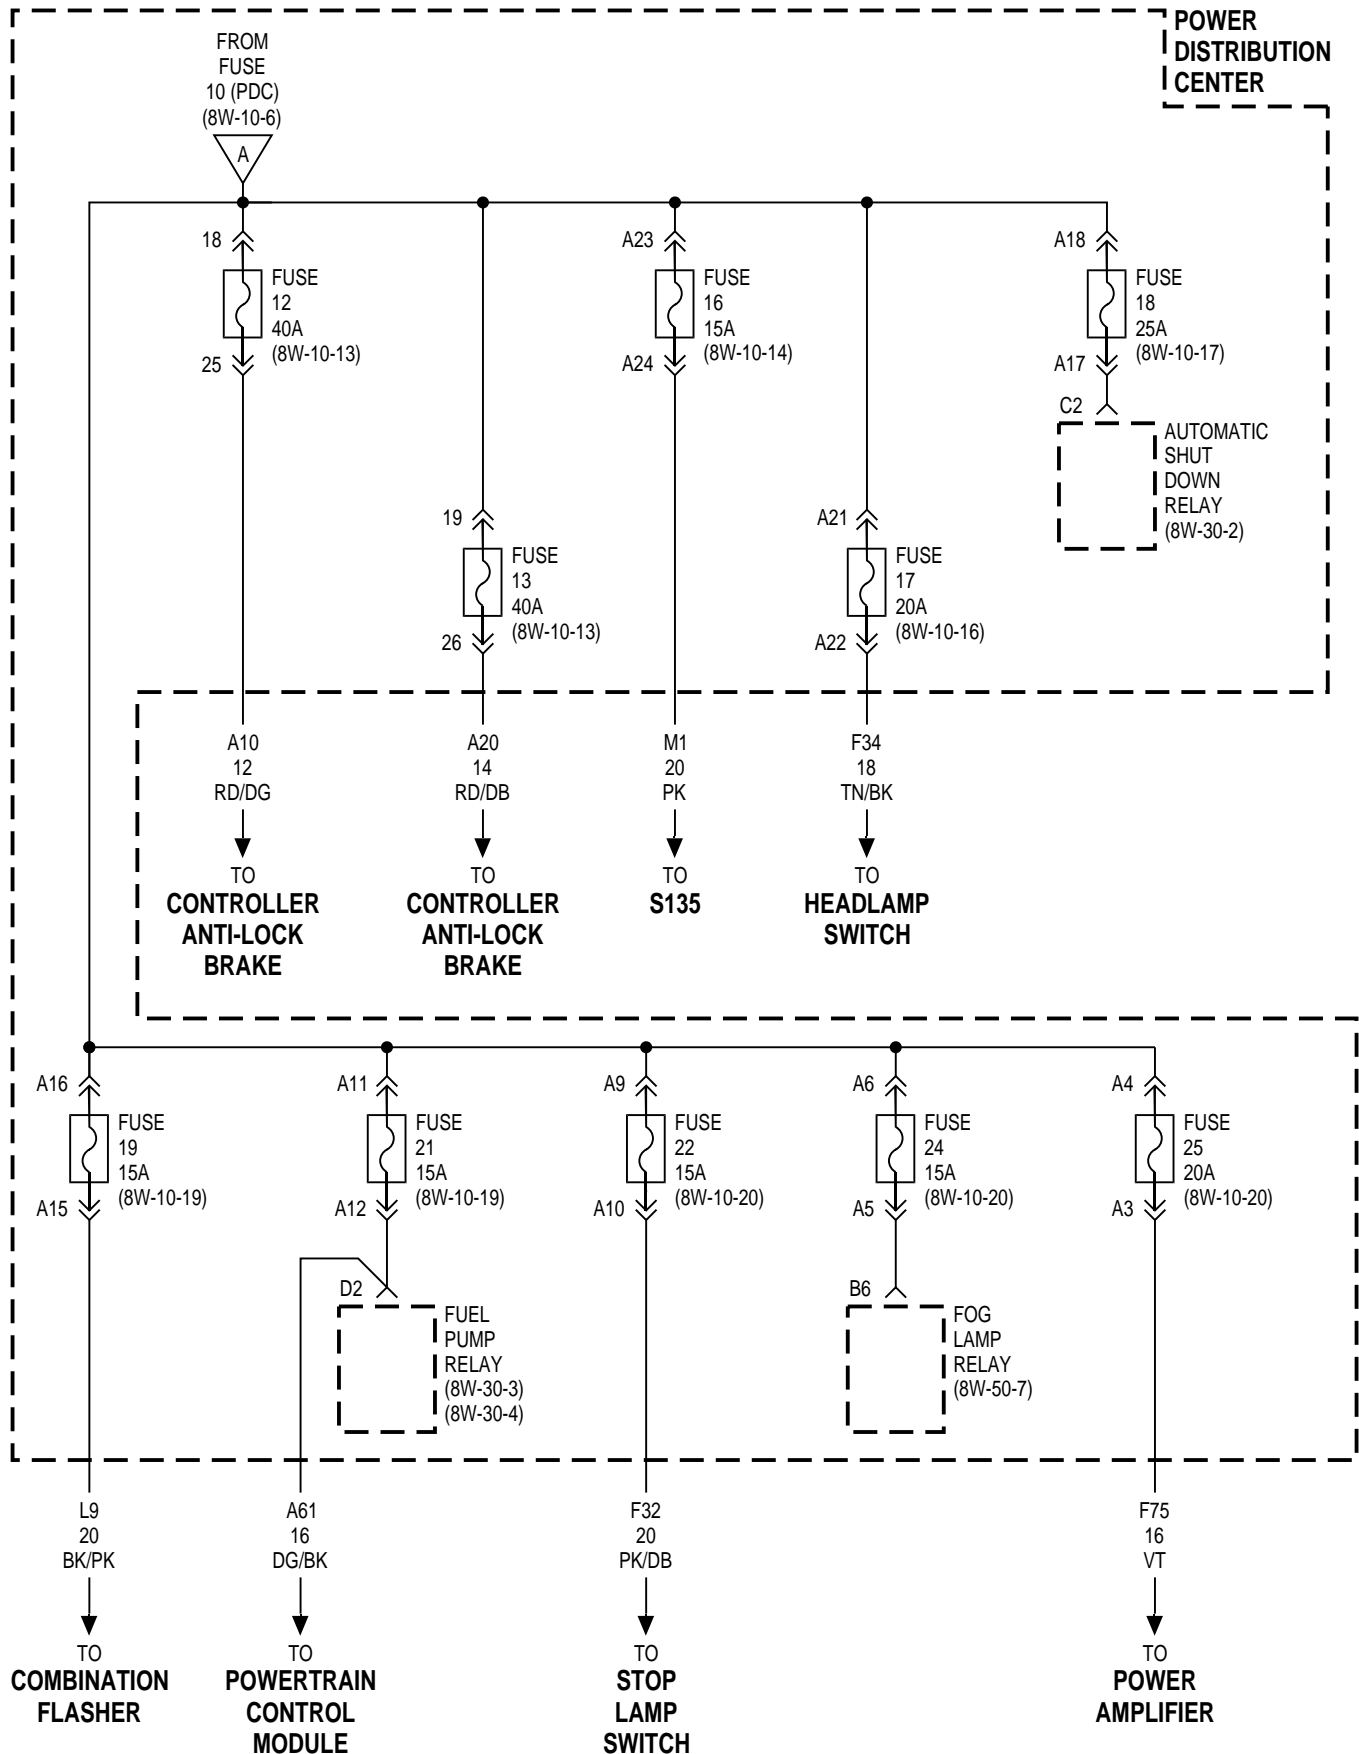 POWER
DISTRIBUTION
CENTER
FROM
FUSE
10 (PDC)
(8W-10-6)
A
18
FUSE
12
40A
(8W-10-13)
25
A23
FUSE
16
15A
(8W-10-14)
A24
A18
FUSE
18
25A
(8W-10-17)
A17
C2
AUTOMATIC
SHUT
DOWN
RELAY
(8W-30-2)
19
FUSE
13
40A
(8W-10-13)
26
A21
FUSE
17
20A
(8W-10-16)
A22
A10
12
RD/DG
TO
CONTROLLER
ANTI-LOCK
BRAKE
A20
14
RD/DB
TO
CONTROLLER
ANTI-LOCK
BRAKE
M1
20
PK
TO
S135
F34
18
TN/BK
TO
HEADLAMP
SWITCH
A16
FUSE
19
15A
(8W-10-19)
A15
A11
FUSE
21
15A
(8W-10-19)
A12
A9
FUSE
22
15A
(8W-10-20)
A10
A6
FUSE
24
15A
(8W-10-20)
A5
A4
FUSE
25
20A
(8W-10-20)
A3
D2
FUEL
PUMP
RELAY
(8W-30-3)
(8W-30-4)
B6
FOG
LAMP
RELAY
(8W-50-7)
L9
20
BK/PK
TO
COMBINATION
FLASHER
A61
16
DG/BK
TO
POWERTRAIN
CONTROL
MODULE
F32
20
PK/DB
TO
STOP
LAMP
SWITCH
F75
16
VT
TO
POWER
AMPLIFIER